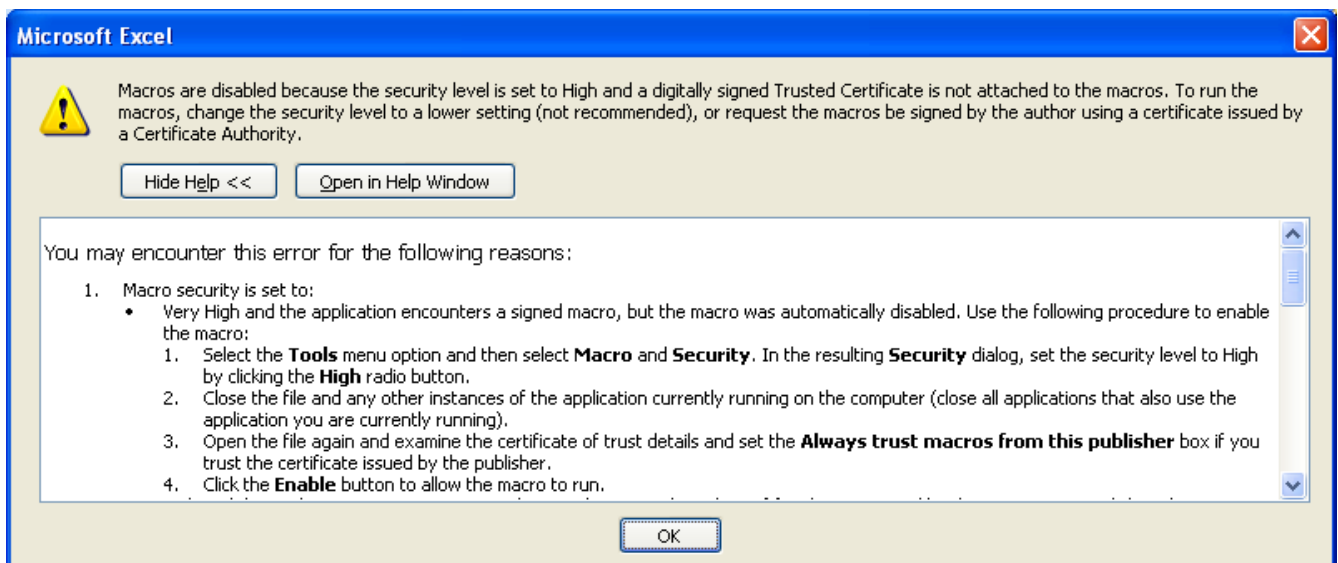 Microsoft Excel
Macros are disabled because the security level is set to High and a digitally signed Trusted Certificate is not attached to the macros. To run the
macros, change the security level to a lower setting (not recommended), or request the macros be signed by the author using a certificate issued by
a Certificate Authority.
Hide Help << Open in Help Window
You may encounter this error for the following reasons:
1. Macro security is set to:
• Very High and the application encounters a signed macro, but the macro was automatically disabled. Use the following procedure to enable
the macro:
1. Select the Tools menu option and then select Macro and Security. In the resulting Security dialog, set the security level to High
by clicking the High radio button.
2. Close the file and any other instances of the application currently running on the computer (close all applications that also use the
application you are currently running).
3. Open the file again and examine the certificate of trust details and set the Always trust macros from this publisher box if you
trust the certificate issued by the publisher.
4. Click the Enable button to allow the macro to run.
OK